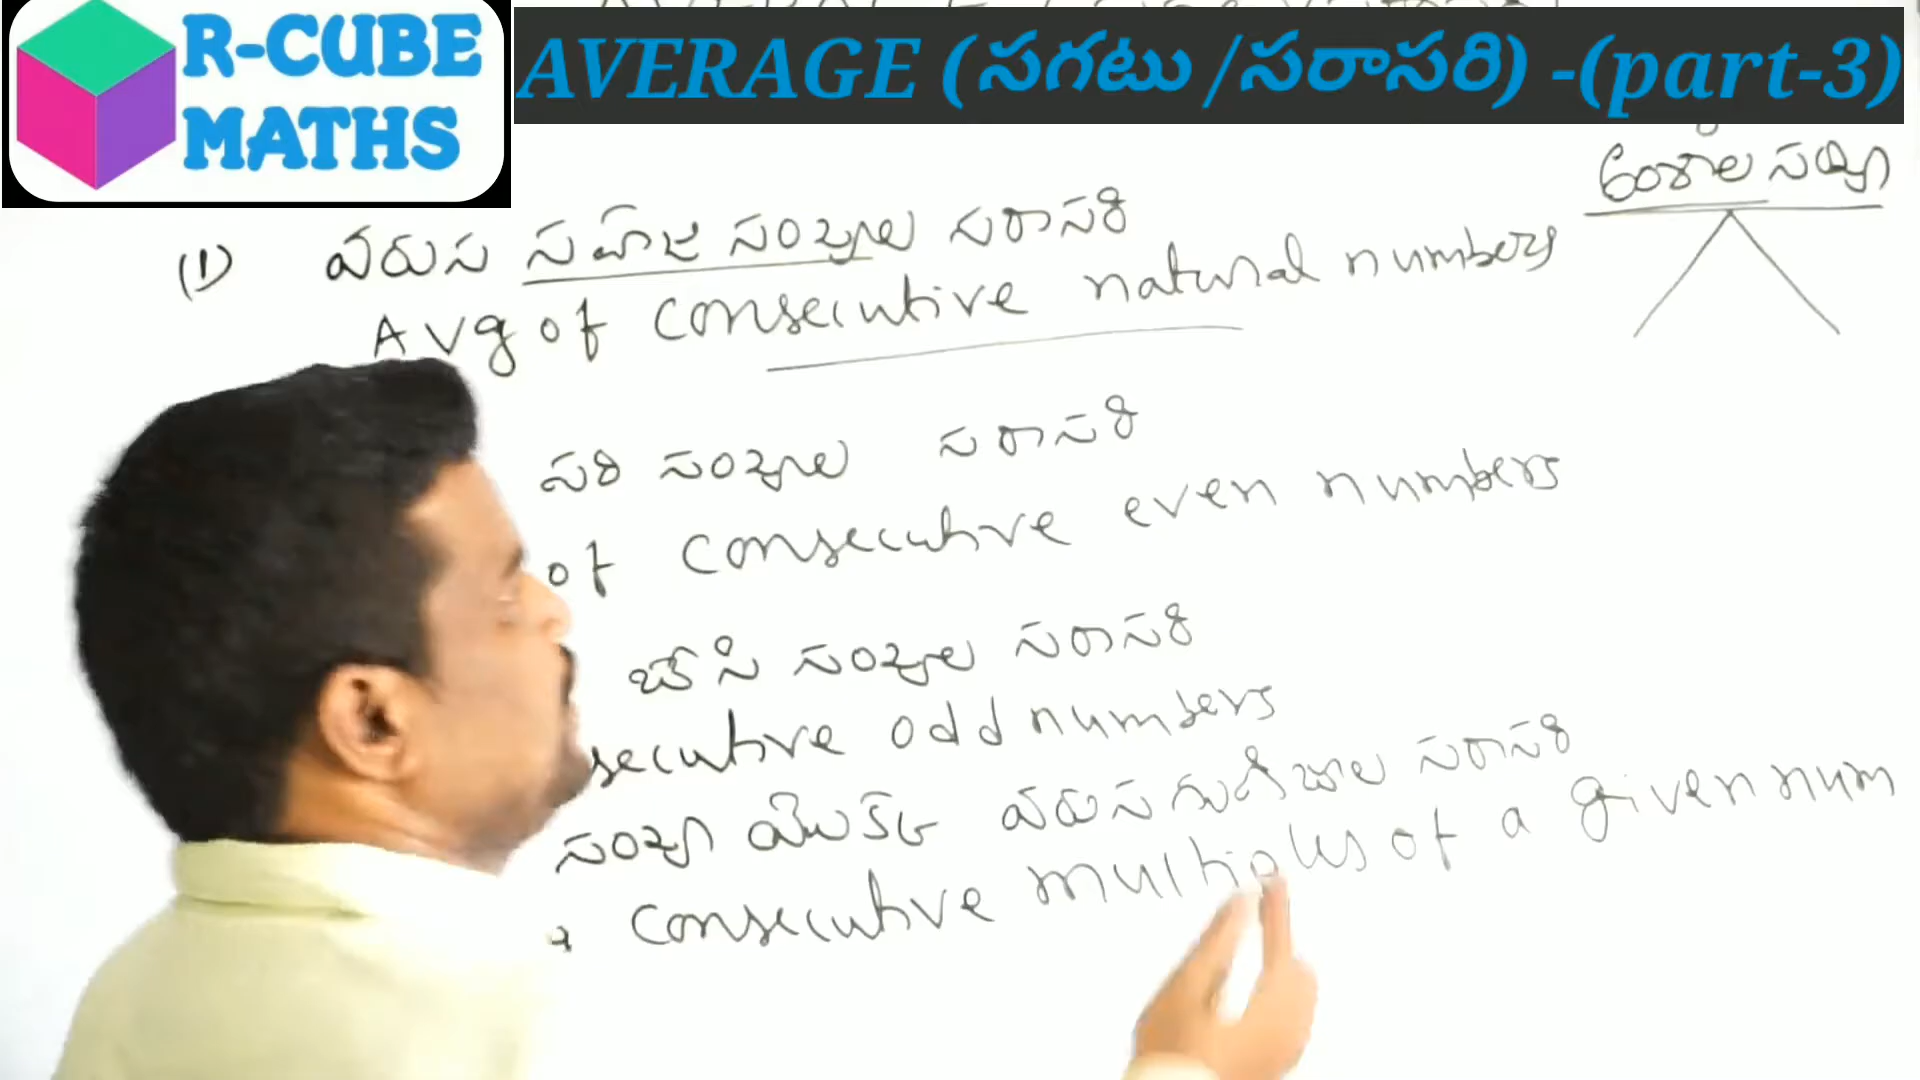 R-CUBE
MATHS
AVERAGE (సగటు /సరాసరి) -(part-3)
అంశాల సంఖ్య
(1) వరుస సహజ సంఖ్యల సరాసరి
Avg of consecutive natural numbers
సరి సంఖ్యల సరాసరి
of consecutive even numbers
బేసి సంఖ్యల సరాసరి
secutive odd numbers
సంఖ్య యొక్క వరుస గుణిజాల సరాసరి
consecutive multiples of a given num